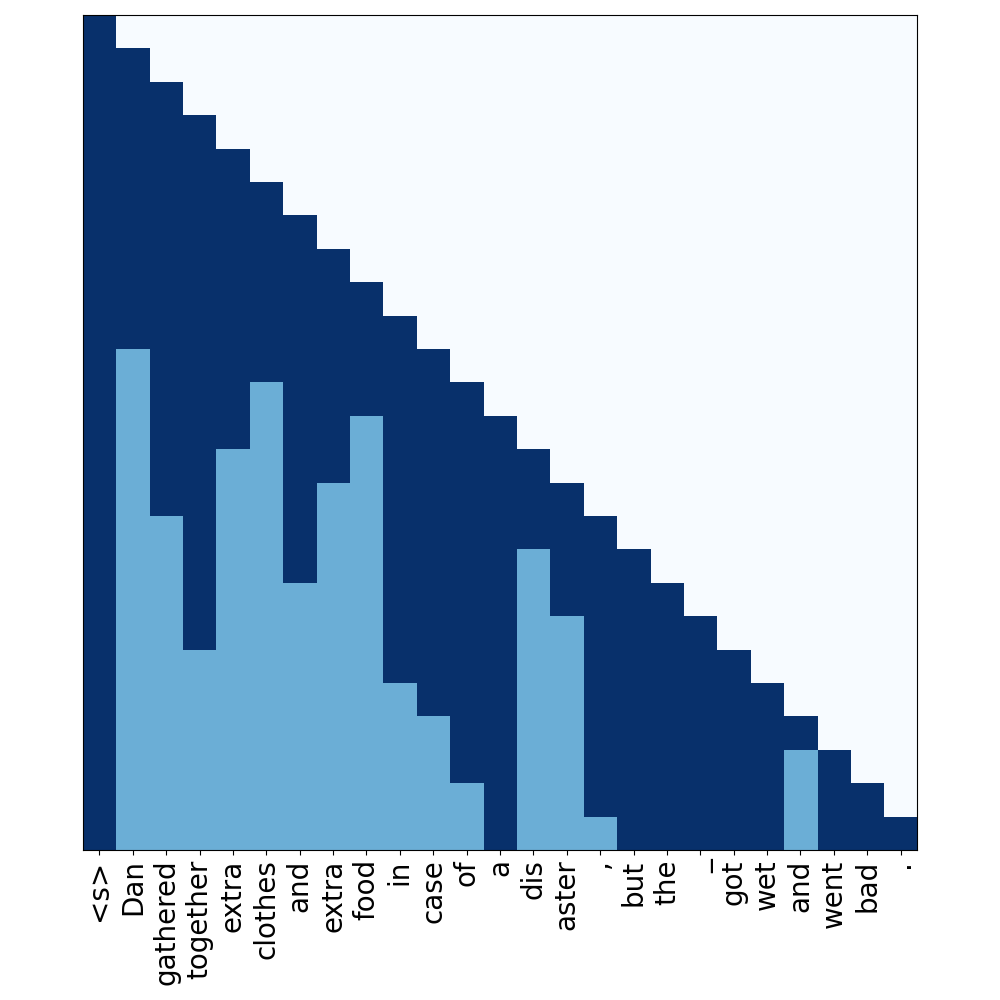 <s> Dan gathered together extra clothes and extra food in case of a dis aster , but the _ got wet and went bad .